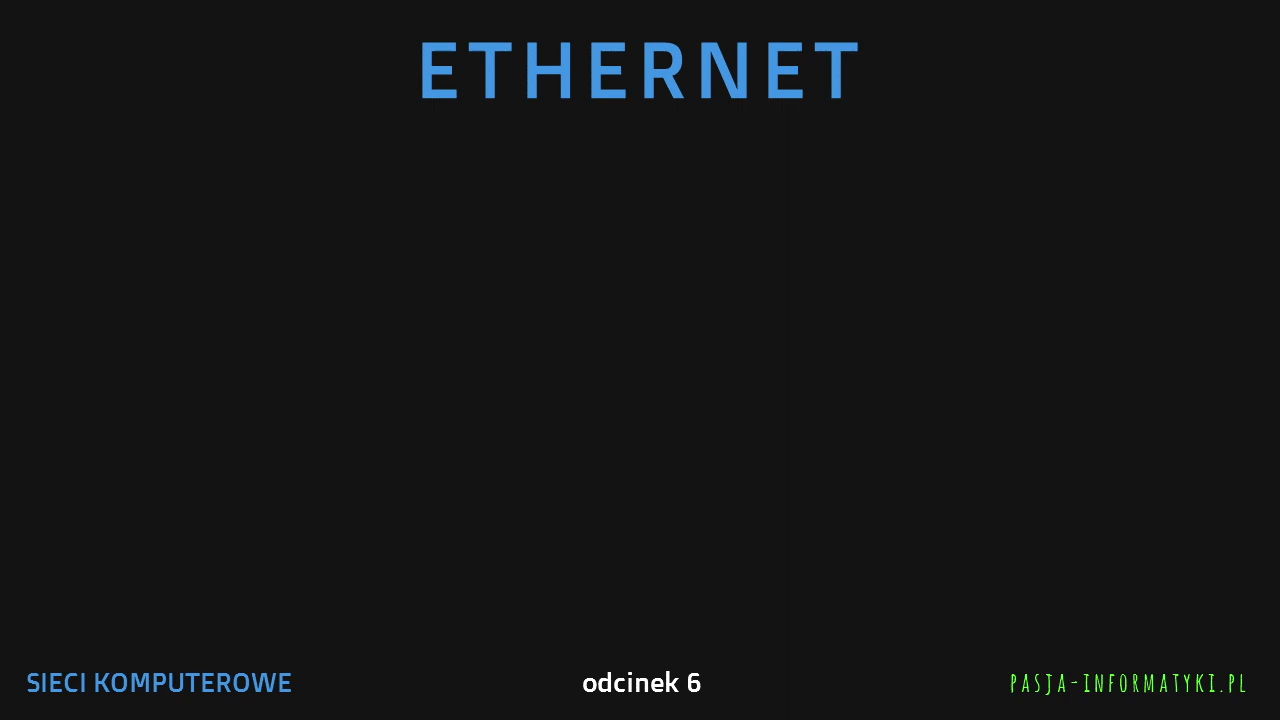 ETHERNET
SIECI KOMPUTEROWE
odcinek 6
PASJA-INFORMATYKI.PL